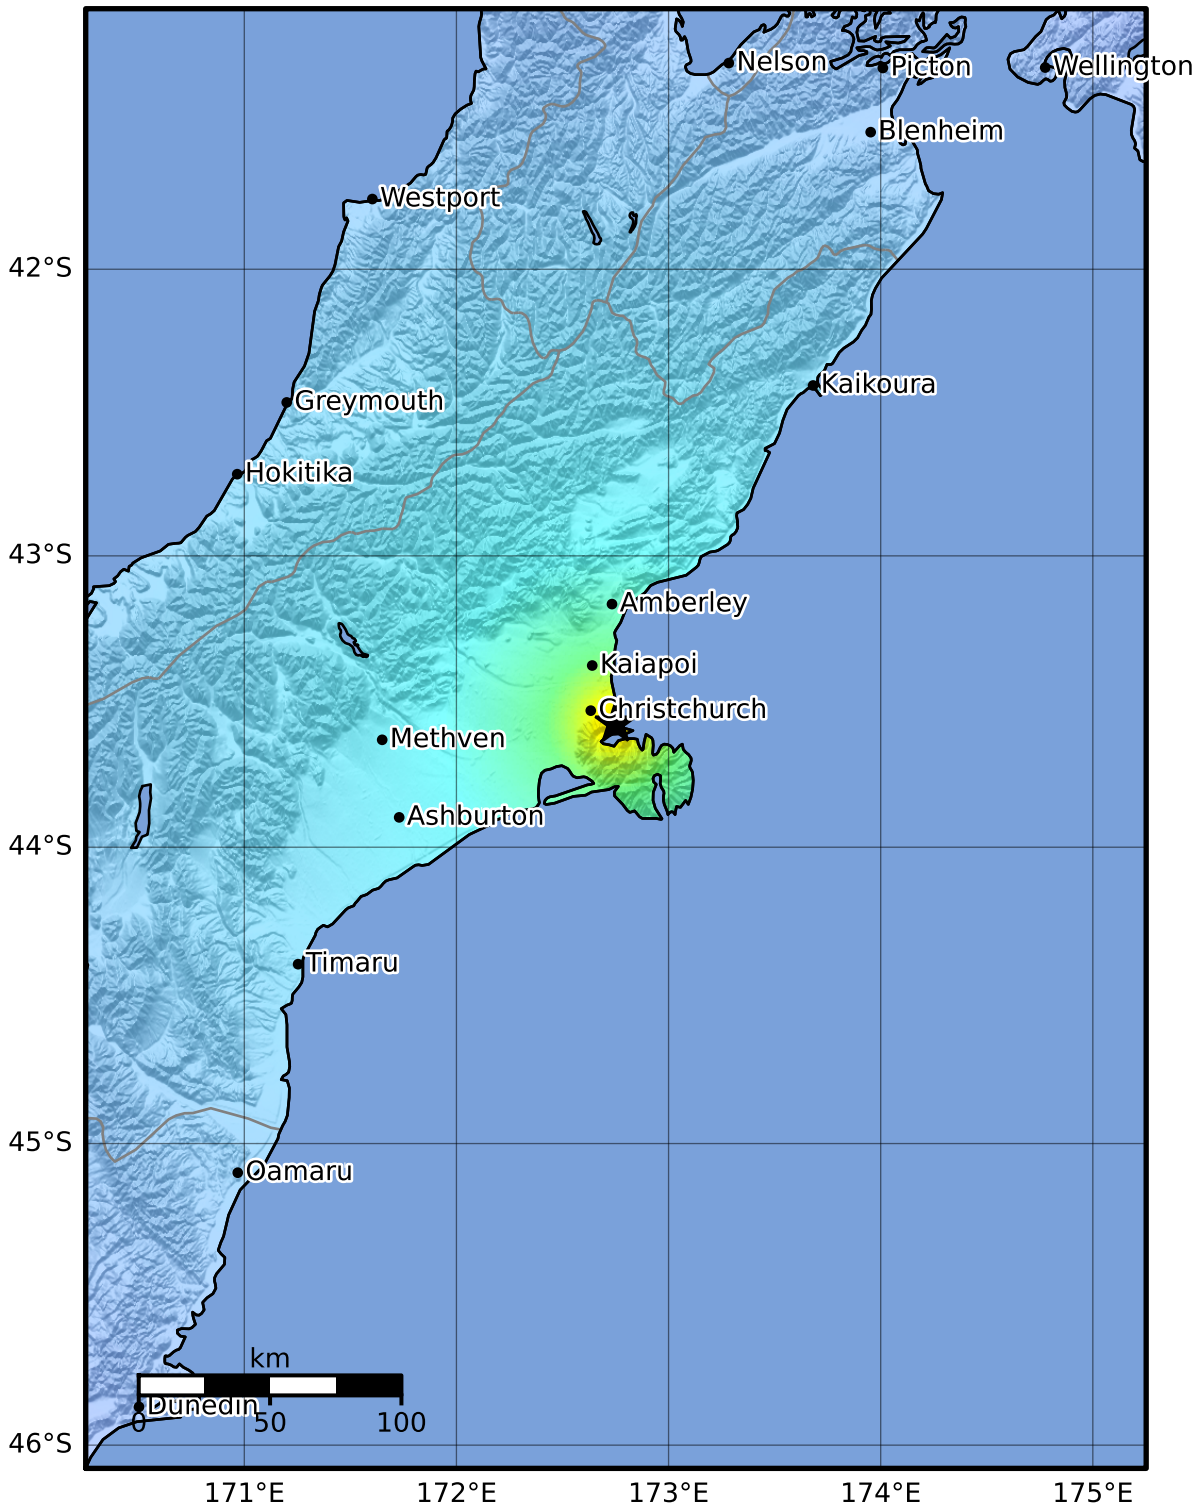 Nelson
Picton
Wellington
Blenheim
Westport
42°S
Kaikoura
Greymouth
Hokitika
43°S
Amberley
Kaiapoi
Christchurch
Methven
Ashburton
44°S
Timaru
45°S
Oamaru
km
Dunedin
0 50 100
46°S
171°E 172°E 173°E 174°E 175°E